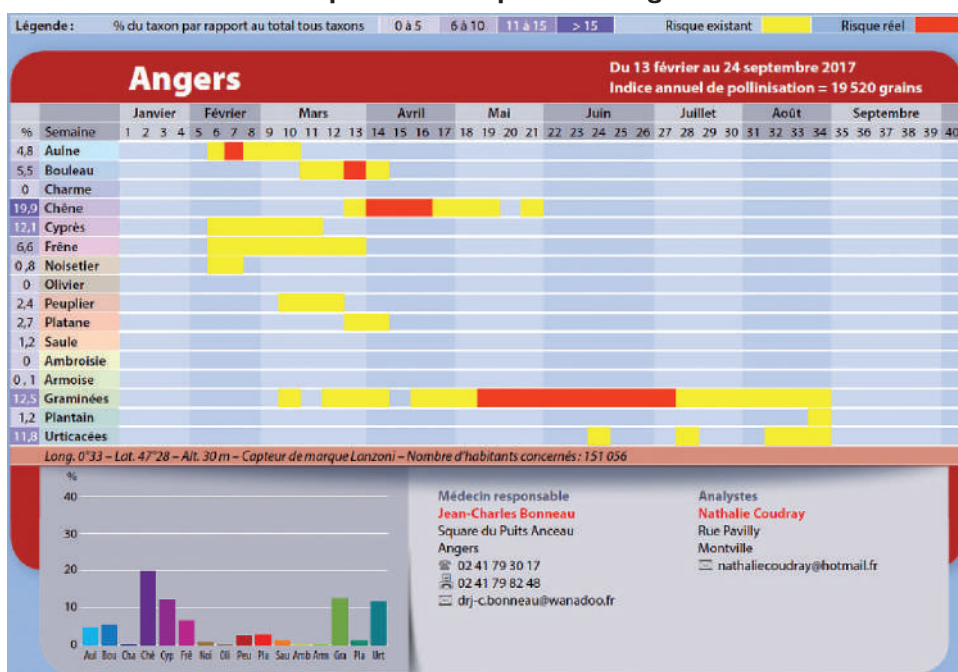 Légende : % du taxon par rapport au total tous taxons 0 à 5 6 à 10 11 à 15 > 15 Risque existant Risque réel
Angers
Du 13 février au 24 septembre 2017
Indice annuel de pollinisation = 19 520 grains
Janvier Février Mars Avril Mai Juin Juillet Août Septembre
% Semaine 1 2 3 4 5 6 7 8 9 10 11 12 13 14 15 16 17 18 19 20 21 22 23 24 25 26 27 28 29 30 31 32 33 34 35 36 37 38 39 40
4,8 Aulne
5,5 Bouleau
0 Charme
19,9 Chêne
12,1 Cyprès
6,6 Frêne
0,8 Noisetier
0 Olivier
2,4 Peuplier
2,7 Platane
1,2 Saule
0 Ambroisie
0,1 Armoise
12,5 Graminées
1,2 Plantain
11,8 Urticacées
Long. 0°33 – Lat. 47°28 – Alt. 30 m – Capteur de marque Lanzoni – Nombre d'habitants concernés : 151 056
%
40
30
20
10
0
Aul Bou Cha Chê Cyp Frê Noi Oli Peu Pla Sau Amb Arm Gra Pla Urt
Médecin responsable
Jean-Charles Bonneau
Square du Puits Anceau
Angers
02 41 79 30 17
02 41 79 82 48
drj-c.bonneau@wanadoo.fr
Analystes
Nathalie Coudray
Rue Pavilly
Montville
nathaliecoudray@hotmail.fr